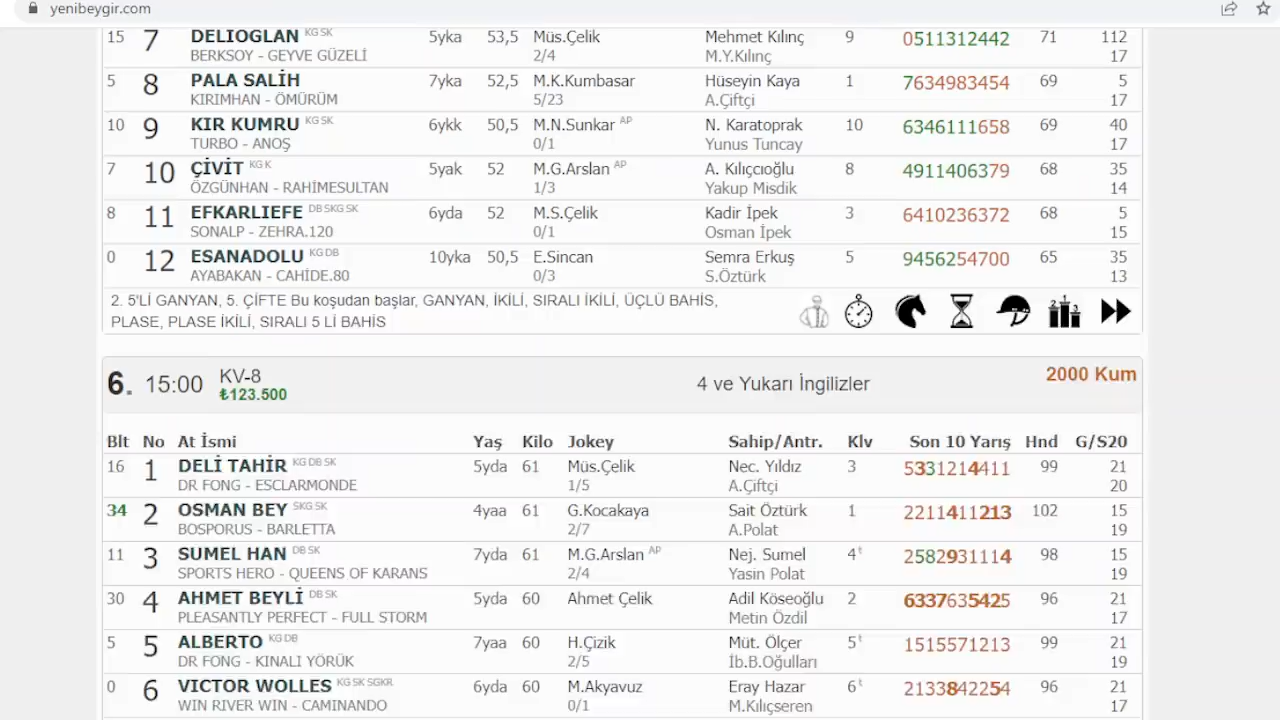 yenibeygir.com
15 7 DELİOĞLAN KG SK 5yka 53,5 Müs.Çelik Mehmet Kılınç 9 0511312442 71 112
BERKSOY - GEYVE GÜZELİ 2/4 M.Y.Kılınç 17
5 8 PALA SALİH 7yka 52,5 M.K.Kumbasar Hüseyin Kaya 1 7634983454 69 5
KIRIMHAN - ÖMÜRÜM 5/23 A.Çiftçi 17
10 9 KIR KUMRU KG SK 6ykk 50,5 M.N.Sunkar AP N. Karatoprak 10 6346111658 69 40
TURBO - ANOŞ 0/1 Yunus Tuncay 17
7 10 ÇİVİT KG K 5yak 52 M.G.Arslan AP A. Kılıçcıoğlu 8 4911406379 68 35
ÖZGÜNHAN - RAHİMESULTAN 1/3 Yakup Misdik 14
8 11 EFKARLIEFE DB SKG SK 6yda 52 M.S.Çelik Kadir İpek 3 6410236372 68 5
SONALP - ZEHRA.120 0/1 Osman İpek 15
0 12 ESANADOLU KG DB 10yka 50,5 E.Sincan Semra Erkuş 5 9456254700 65 35
AYABAKAN - CAHİDE.80 0/3 S.Öztürk 13
2. 5'Lİ GANYAN, 5. ÇİFTE Bu koşudan başlar, GANYAN, İKİLİ, SIRALI İKİLİ, ÜÇLÜ BAHİS,
PLASE, PLASE İKİLİ, SIRALI 5 Lİ BAHİS
6. 15:00 KV-8 4 ve Yukarı İngilizler 2000 Kum
₺123.500
Blt No At İsmi Yaş Kilo Jokey Sahip/Antr. Klv Son 10 Yarış Hnd G/S20
16 1 DELİ TAHİR KG DB SK 5yda 61 Müs.Çelik Nec. Yıldız 3 5331214411 99 21
DR FONG - ESCLARMONDE 1/5 A.Çiftçi 20
34 2 OSMAN BEY SKG SK 4yaa 61 G.Kocakaya Sait Öztürk 1 2211411213 102 15
BOSPORUS - BARLETTA 2/7 A.Polat 19
11 3 SUMEL HAN DB SK 7yda 61 M.G.Arslan AP Nej. Sumel 4t 2582931114 98 15
SPORTS HERO - QUEENS OF KARANS 2/4 Yasin Polat 19
30 4 AHMET BEYLİ DB SK 5yda 60 Ahmet Çelik Adil Köseoğlu 2 6337635425 96 21
PLEASANTLY PERFECT - FULL STORM Metin Özdil 17
5 5 ALBERTO KG DB 7yaa 60 H.Çizik Müt. Ölçer 5t 1515571213 99 21
DR FONG - KINALI YÖRÜK 2/5 İb.B.Oğulları 19
0 6 VICTOR WOLLES KG SK SGKR 6yda 60 M.Akyavuz Eray Hazar 6t 2133842254 96 21
WIN RIVER WIN - CAMINANDO 0/1 M.Kılıçseren 17